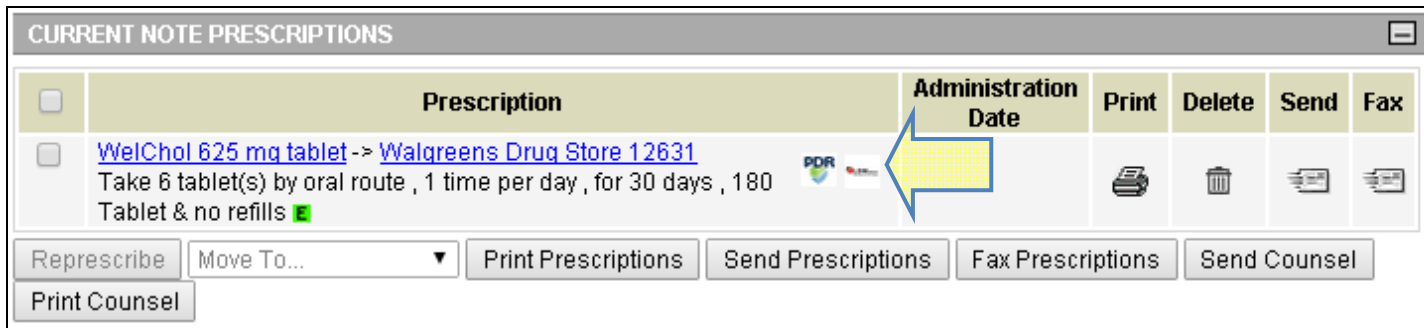 CURRENT NOTE PRESCRIPTIONS
Prescription Administration Date Print Delete Send Fax
WelChol 625 mg tablet -> Walgreens Drug Store 12631
PDR
Take 6 tablet(s) by oral route , 1 time per day , for 30 days , 180
Tablet & no refills E
Represcribe Move To... Print Prescriptions Send Prescriptions Fax Prescriptions Send Counsel
Print Counsel